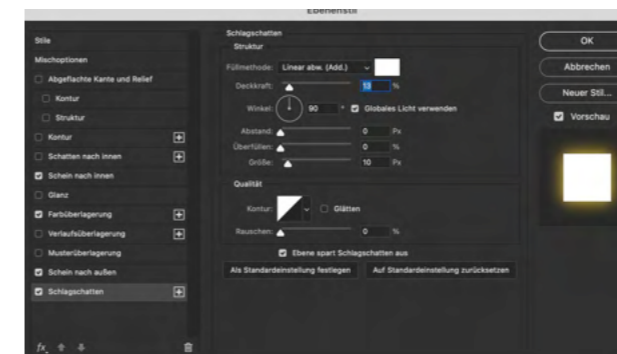 Ebenenstil
Stile
Mischoptionen
Abgeflachte Kante und Relief
Kontur
Struktur
Kontur
Schatten nach innen
Schein nach innen
Glanz
Farbüberlagerung
Verlaufsüberlagerung
Musterüberlagerung
Schein nach außen
Schlagschatten
fx
Schlagschatten
Struktur
Füllmethode: Linear abw. (Add.)
Deckkraft: 13 %
Winkel: 90 ° Globales Licht verwenden
Abstand: 0 Px
Überfüllen: 0 %
Größe: 10 Px
Qualität
Kontur: Glätten
Rauschen: 0 %
Ebene spart Schlagschatten aus
Als Standardeinstellung festlegen Auf Standardeinstellung zurücksetzen
OK
Abbrechen
Neuer Stil...
Vorschau